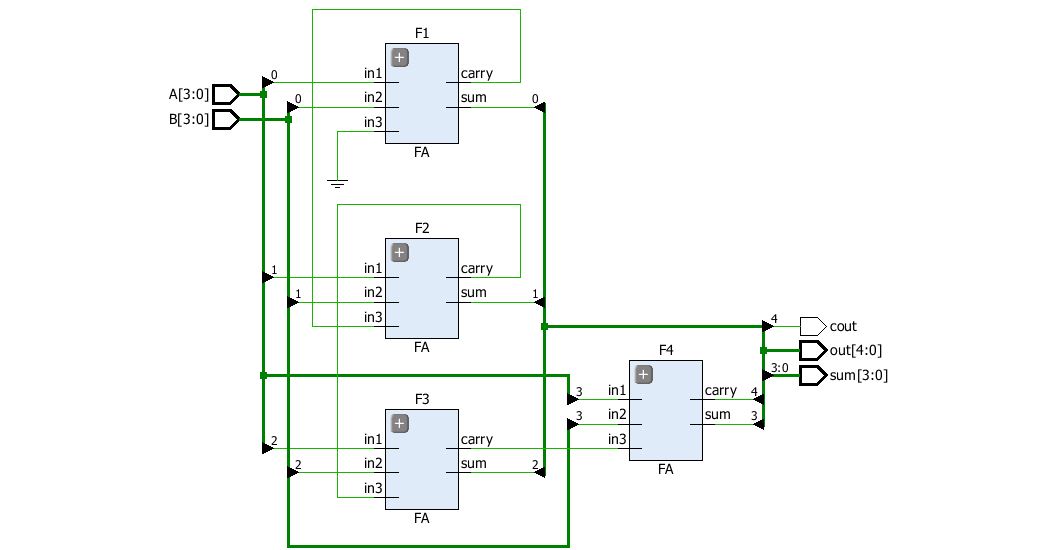 F1
0
in1 carry
A[3:0]
0
in2 sum 0
B[3:0]
in3
FA
F2
1
in1 carry
1
in2 sum 1
in3
4 cout
FA
F4
out[4:0]
3:0 sum[3:0]
3
in1 carry 4
F3
3
in2 sum 3
2
in1 carry
in3
2
in2 sum 2
FA
in3
FA